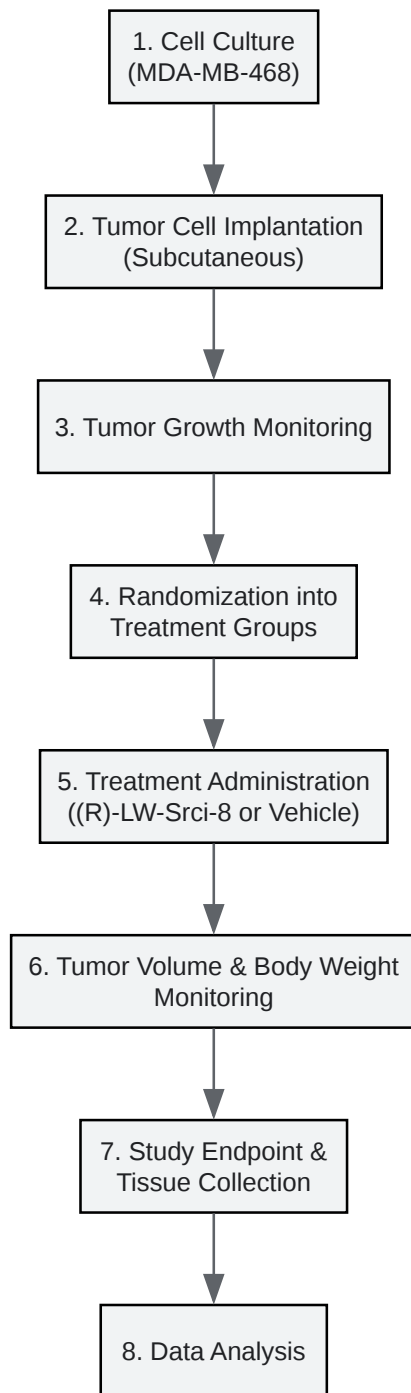 1. Cell Culture
(MDA-MB-468)
2. Tumor Cell Implantation
(Subcutaneous)
3. Tumor Growth Monitoring
4. Randomization into
Treatment Groups
5. Treatment Administration
((R)-LW-Srci-8 or Vehicle)
6. Tumor Volume & Body Weight
Monitoring
7. Study Endpoint &
Tissue Collection
8. Data Analysis